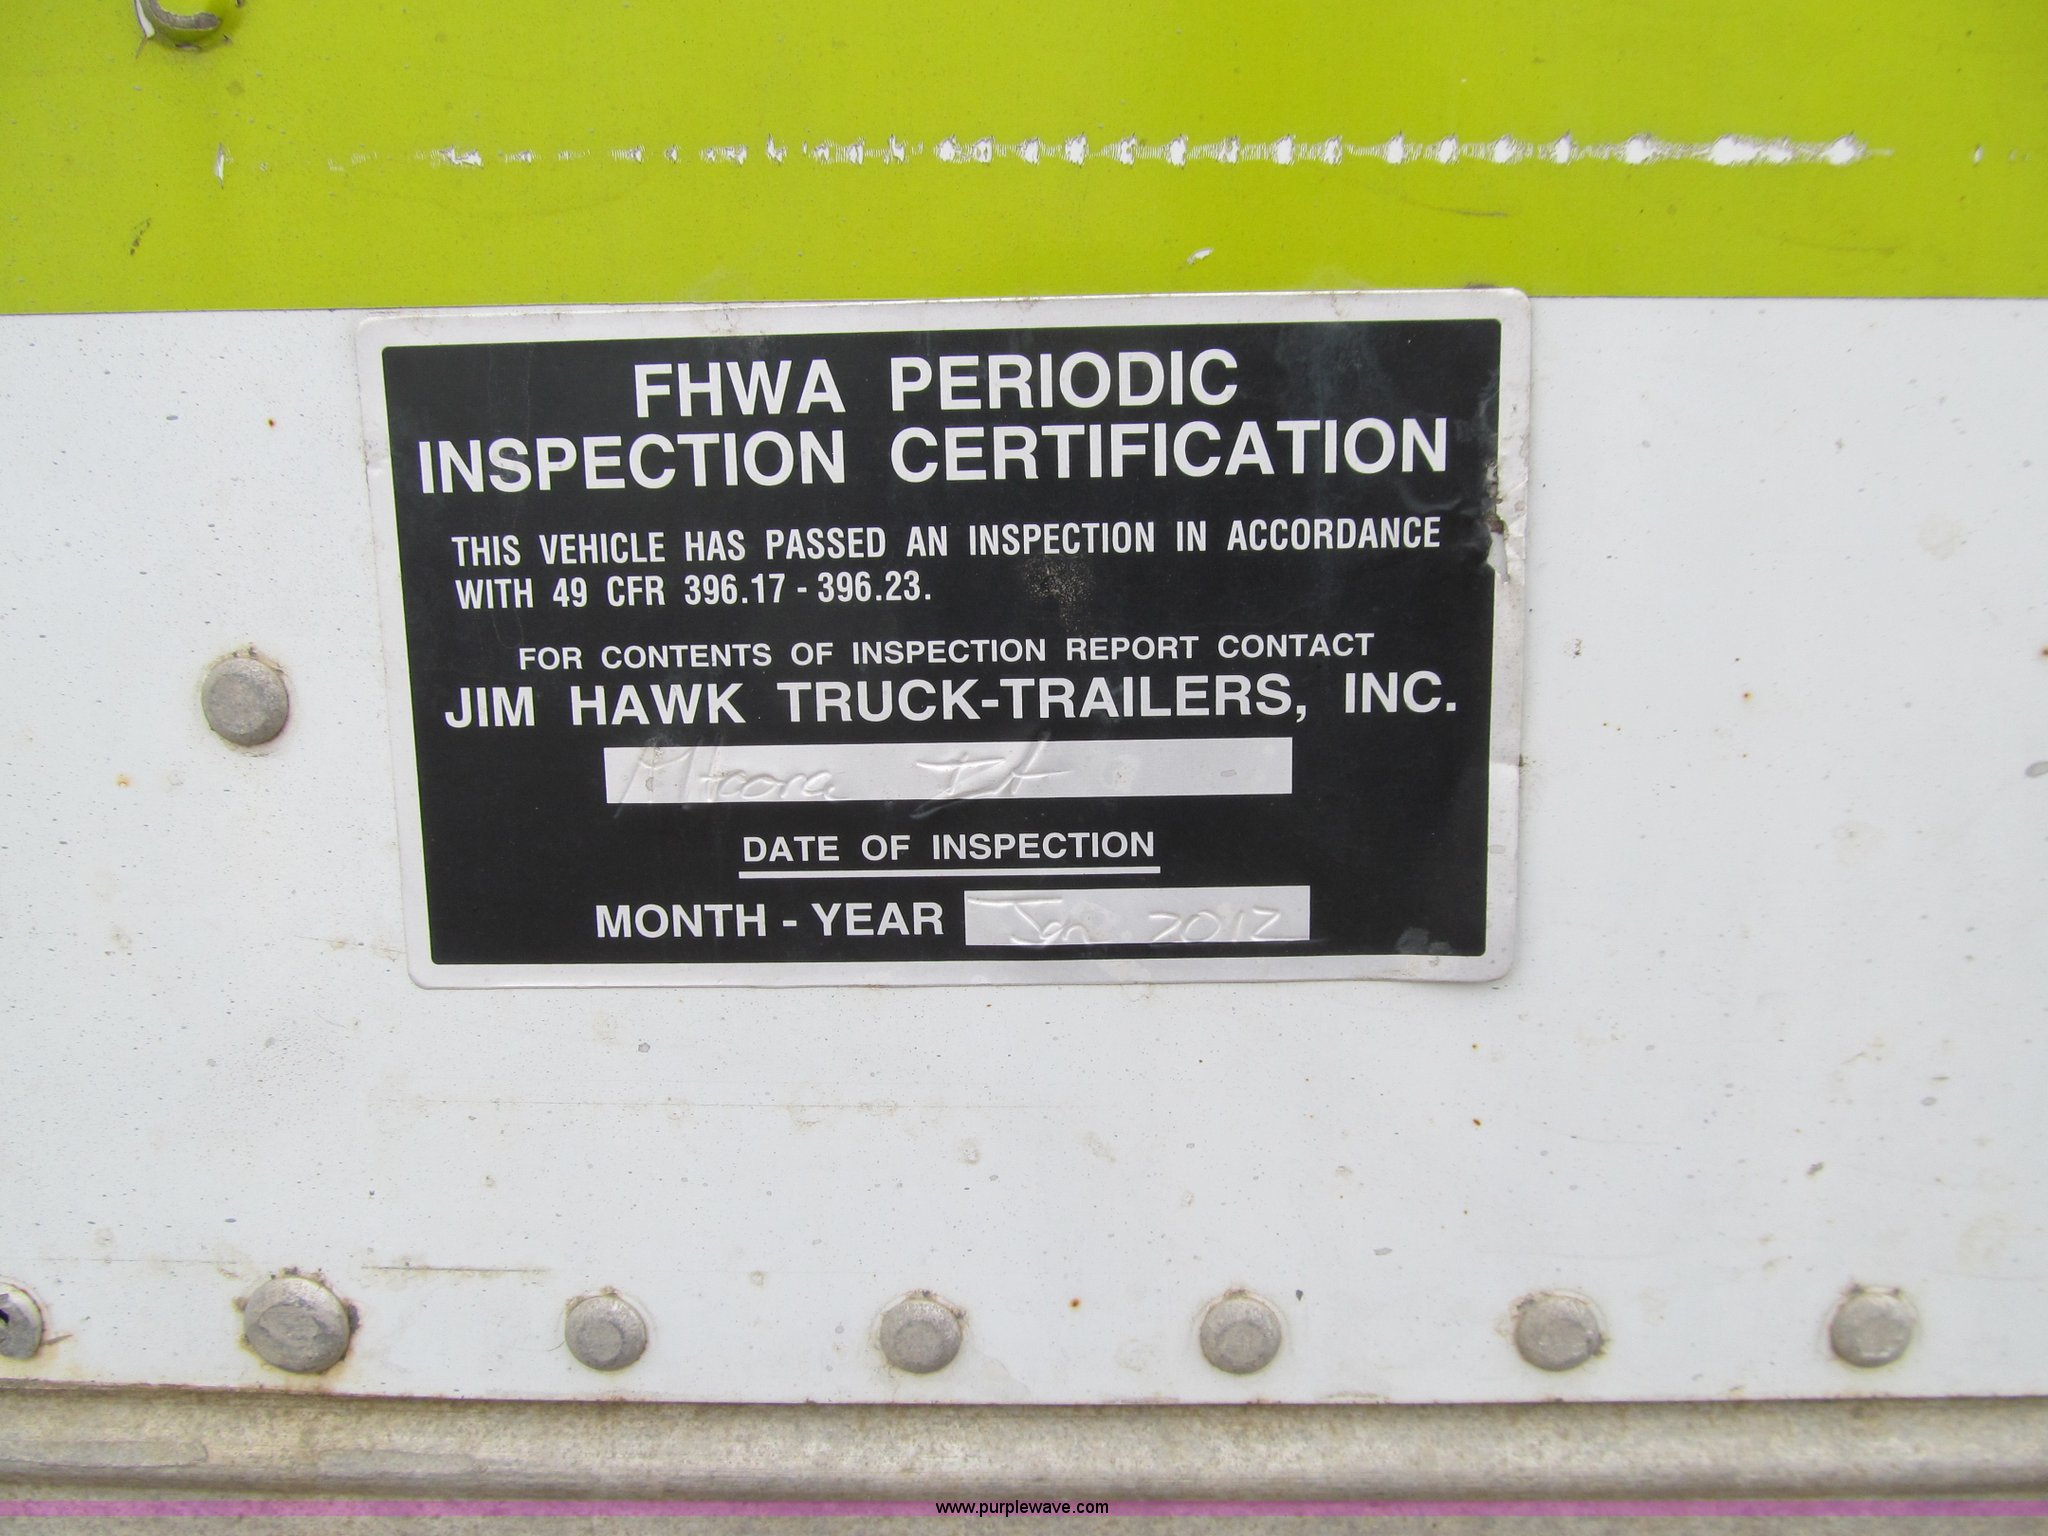 FHWA PERIODIC
INSPECTION CERTIFICATION
THIS VEHICLE HAS PASSED AN INSPECTION IN ACCORDANCE
WITH 49 CFR 396.17 - 396.23.
FOR CONTENTS OF INSPECTION REPORT CONTACT
JIM HAWK TRUCK-TRAILERS, INC.
IA
DATE OF INSPECTION
MONTH - YEAR Jan 2012
www.purplewave.com